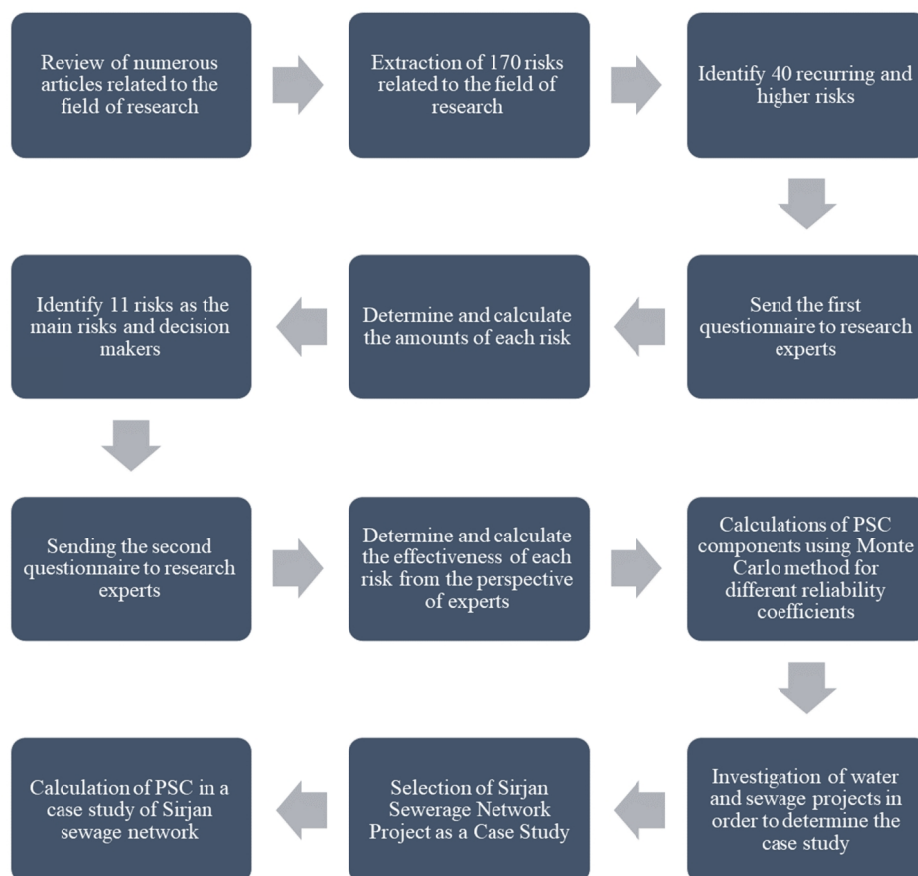 Review of numerous
articles related to the
field of research
Extraction of 170 risks
related to the field of
research
Identify 40 recurring and
higher risks
Identify 11 risks as the
main risks and decision
makers
Determine and calculate
the amounts of each risk
Send the first
questionnaire to research
experts
Sending the second
questionnaire to research
experts
Determine and calculate
the effectiveness of each
risk from the perspective
of experts
Calculations of PSC
components using Monte
Carlo method for
different reliability
coefficients
Calculation of PSC in a
case study of Sirjan
sewage network
Selection of Sirjan
Sewerage Network
Project as a Case Study
Investigation of water
and sewage projects in
order to determine the
case study